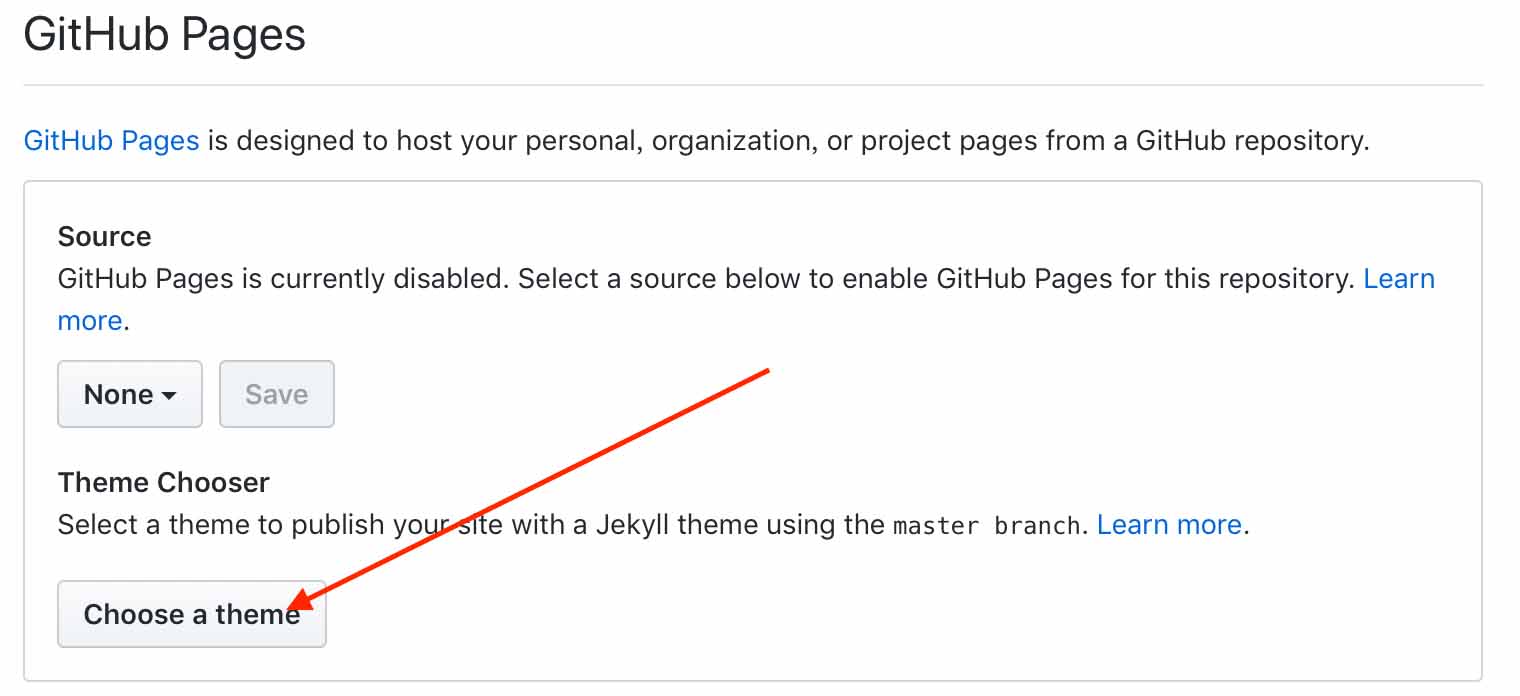 GitHub Pages
GitHub Pages is designed to host your personal, organization, or project pages from a GitHub repository.
Source
GitHub Pages is currently disabled. Select a source below to enable GitHub Pages for this repository. Learn
more.
None Save
Theme Chooser
Select a theme to publish your site with a Jekyll theme using the master branch. Learn more.
Choose a theme